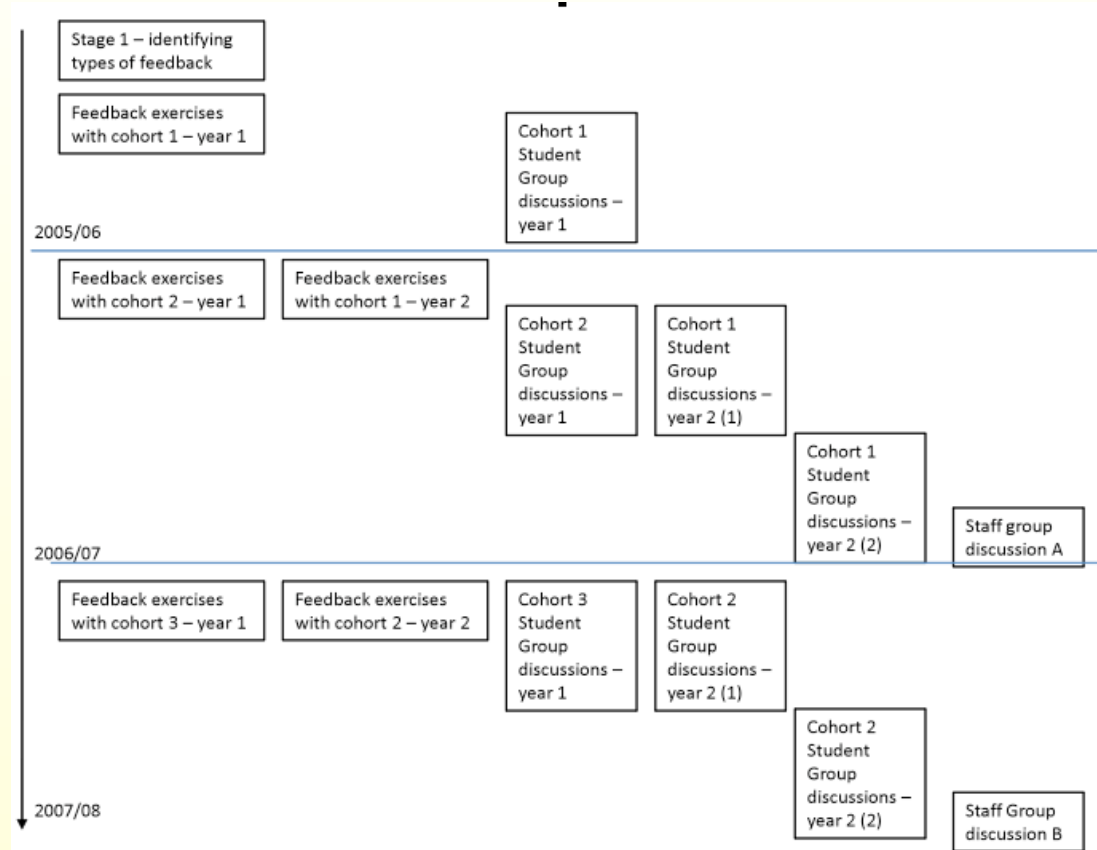 Stage 1 – identifying
types of feedback
Feedback exercises
with cohort 1 – year 1
Cohort 1
Student
Group
discussions –
year 1
2005/06
Feedback exercises
with cohort 2 – year 1
Feedback exercises
with cohort 1 – year 2
Cohort 2
Student
Group
discussions –
year 1
Cohort 1
Student
Group
discussions –
year 2 (1)
Cohort 1
Student
Group
discussions –
year 2 (2)
Staff group
discussion A
2006/07
Feedback exercises
with cohort 3 – year 1
Feedback exercises
with cohort 2 – year 2
Cohort 3
Student
Group
discussions –
year 1
Cohort 2
Student
Group
discussions –
year 2 (1)
Cohort 2
Student
Group
discussions –
year 2 (2)
Staff Group
discussion B
2007/08